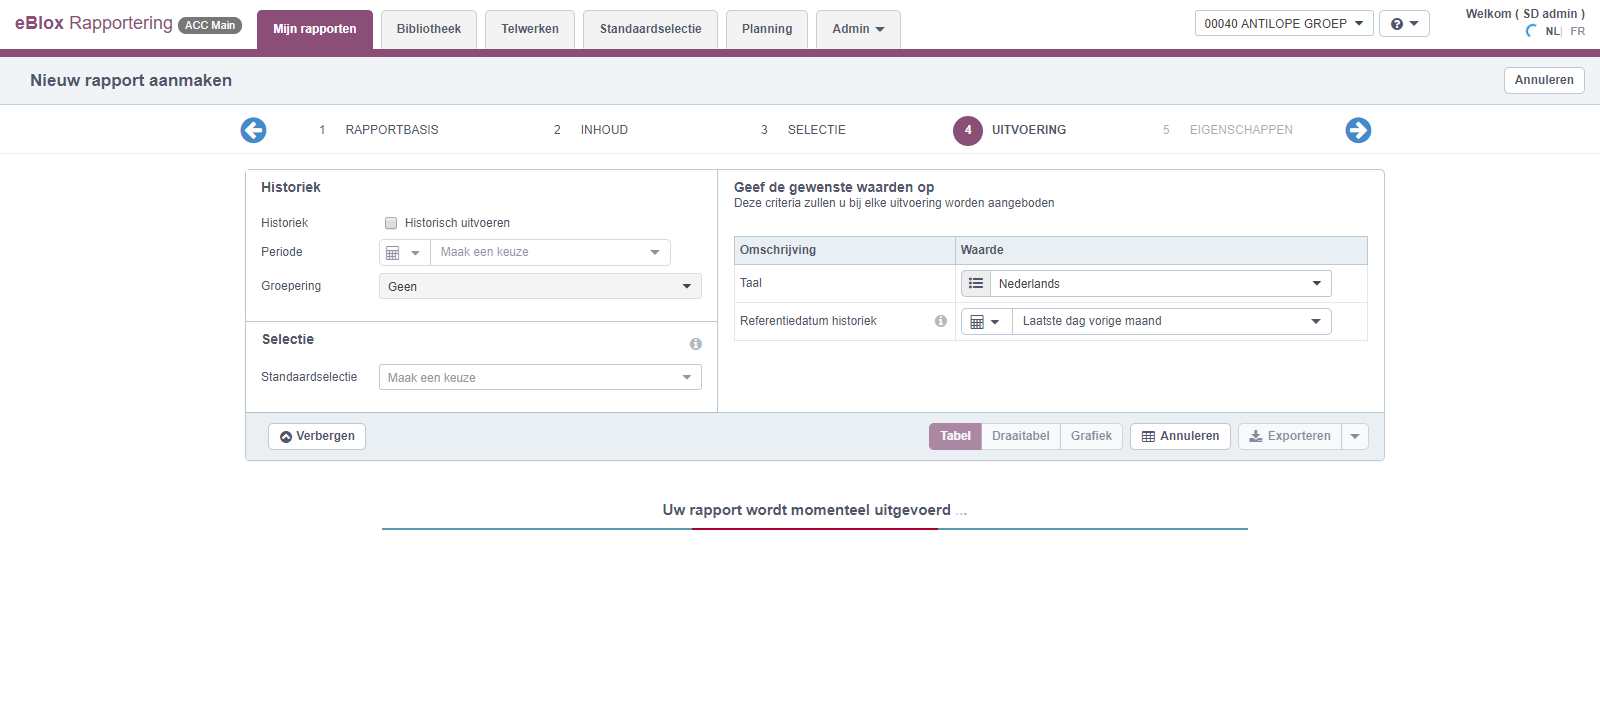 eBlox Rapportering ACC Main
Mijn rapporten
Bibliotheek
Telwerken
Standaardselectie
Planning
Admin
00040 ANTILOPE GROEP
Welkom ( SD admin )
NL| FR
Nieuw rapport aanmaken
Annuleren
1 RAPPORTBASIS
2 INHOUD
3 SELECTIE
4 UITVOERING
5 EIGENSCHAPPEN
Historiek
Historiek Historisch uitvoeren
Periode Maak een keuze
Groepering Geen
Selectie
Standaardselectie Maak een keuze
Geef de gewenste waarden op
Deze criteria zullen u bij elke uitvoering worden aangeboden
Omschrijving Waarde
Taal Nederlands
Referentiedatum historiek Laatste dag vorige maand
Verbergen
Tabel Draaitabel Grafiek
Annuleren
Exporteren
Uw rapport wordt momenteel uitgevoerd ...